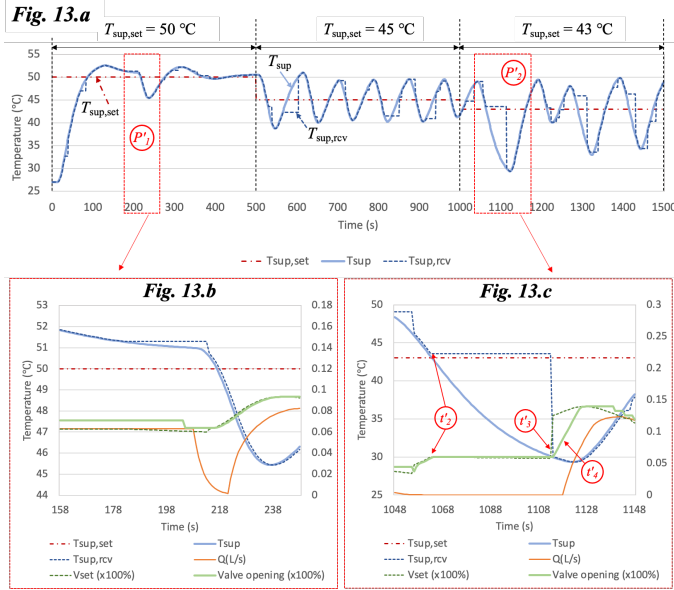 Fig. 13.a
Tsup,set = 50 °C
Tsup,set = 45 °C
Tsup,set = 43 °C
Temperature (°C)
55
50
45
40
35
30
25
20
15
Tsup,set
P'1
Tsup
Tsup,rcv
P'2
0 100 200 300 400 500 600 700 800 900 1000 1100 1200 1300 1400 1500
Time (s)
Tsup,set Tsup Tsup,rcv
Fig. 13.b
Temperature (°C)
53
52
51
50
49
48
47
46
45
44
0.18
0.16
0.14
0.12
0.1
0.08
0.06
0.04
0.02
0
158 178 198 218 238
Time (s)
Tsup,set Tsup
Tsup,rcv Q(L/s)
Vset (x100%) Valve opening (x100%)
Fig. 13.c
Temperature (°C)
50
45
40
35
30
25
0.3
0.25
0.2
0.15
0.1
0.05
0
t'2
t'3
t'4
1048 1068 1088 1108 1128 1148
Time (s)
Tsup,set Tsup
Tsup,rcv Q(L/s)
Vset (x100%) Valve opening (x100%)